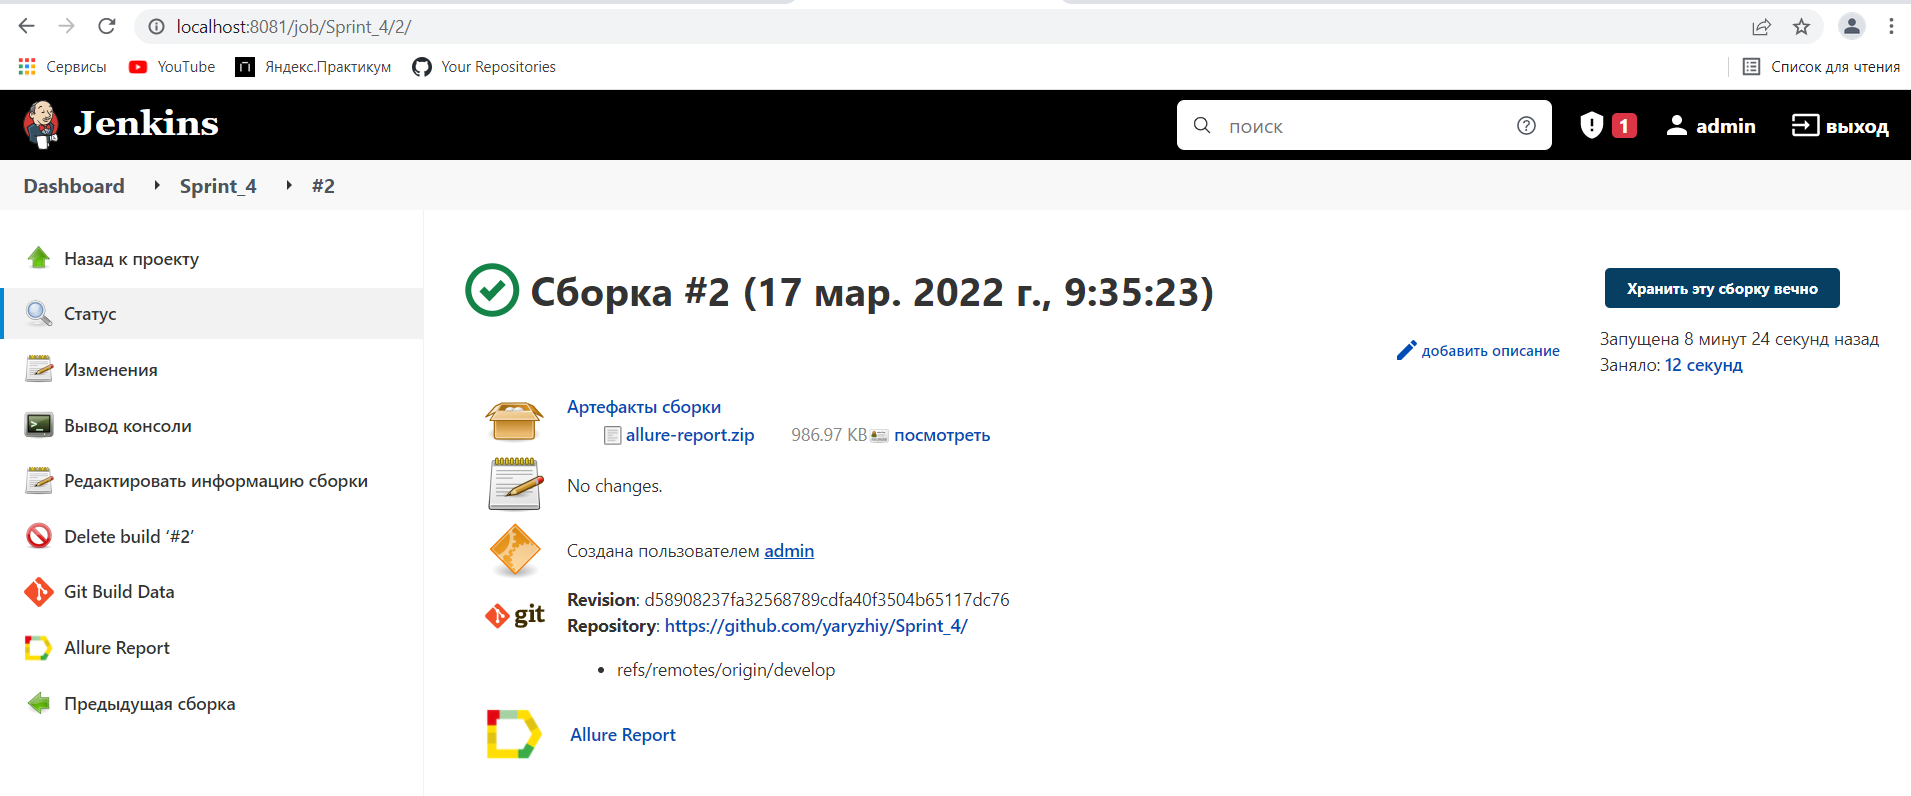 localhost:8081/job/Sprint_4/2/
Сервисы YouTube Яндекс.Практикум Your Repositories Список для чтения
Jenkins поиск 1 admin выход
Dashboard Sprint_4 #2
Назад к проекту
Статус
Изменения
Вывод консоли
Редактировать информацию сборки
Delete build ‘#2’
Git Build Data
Allure Report
Предыдущая сборка
Сборка #2 (17 мар. 2022 г., 9:35:23)
Хранить эту сборку вечно
добавить описание
Запущена 8 минут 24 секунд назад
Заняло: 12 секунд
Артефакты сборки
allure-report.zip 986.97 KB посмотреть
No changes.
Создана пользователем admin
git
Revision: d58908237fa32568789cdfa40f3504b65117dc76
Repository: https://github.com/yaryzhiy/Sprint_4/
• refs/remotes/origin/develop
Allure Report